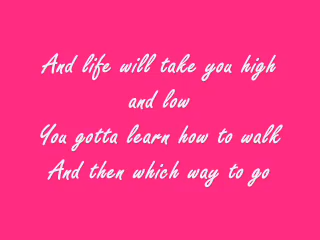 And life will take you high
and low
You gotta learn how to walk
And then which way to go